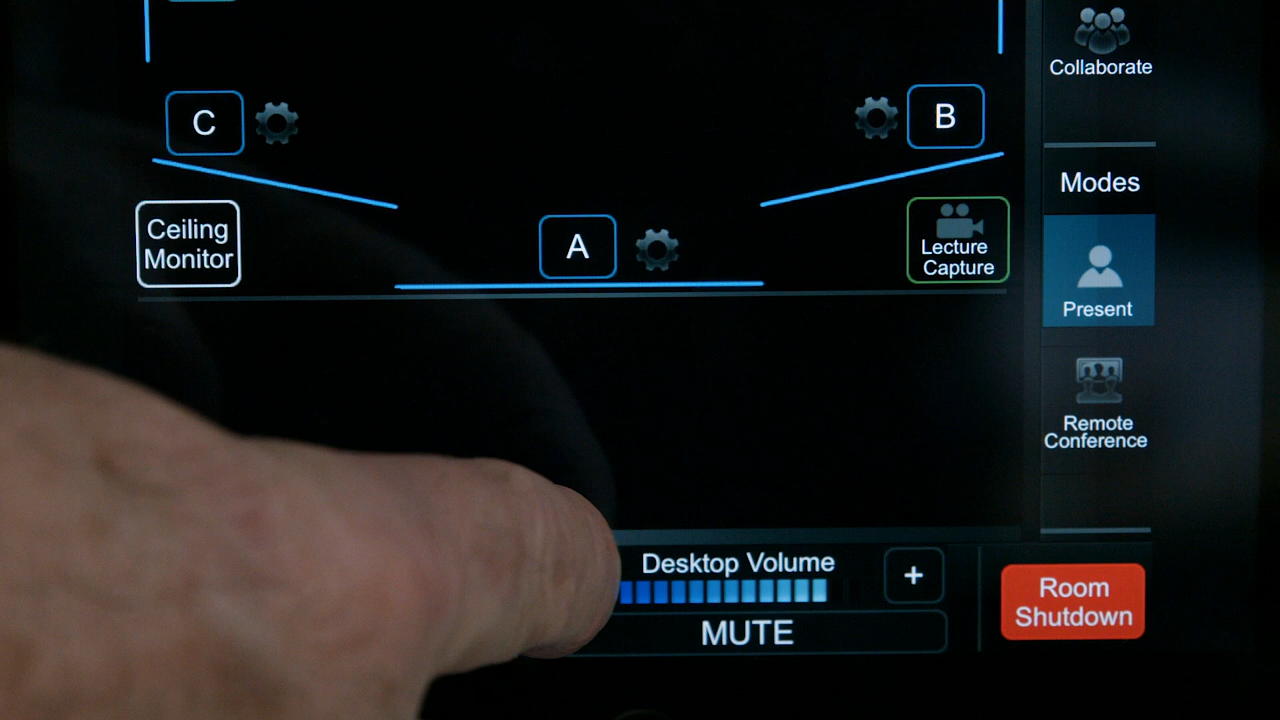 Collaborate
C
B
Modes
Ceiling
Monitor
A
Lecture
Capture
Present
Remote
Conference
Desktop Volume
+
MUTE
Room
Shutdown